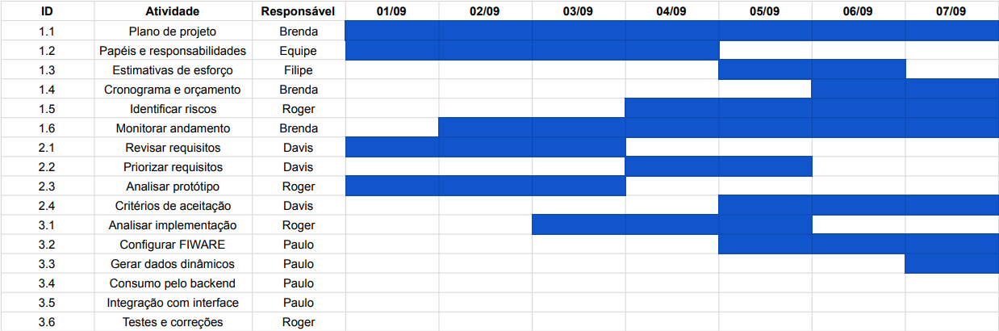 ID Atividade Responsável 01/09 02/09 03/09 04/09 05/09 06/09 07/09
1.1 Plano de projeto Brenda
1.2 Papéis e responsabilidades Equipe
1.3 Estimativas de esforço Filipe
1.4 Cronograma e orçamento Brenda
1.5 Identificar riscos Roger
1.6 Monitorar andamento Brenda
2.1 Revisar requisitos Davis
2.2 Priorizar requisitos Davis
2.3 Analisar protótipo Roger
2.4 Critérios de aceitação Davis
3.1 Analisar implementação Roger
3.2 Configurar FIWARE Paulo
3.3 Gerar dados dinâmicos Paulo
3.4 Consumo pelo backend Paulo
3.5 Integração com interface Paulo
3.6 Testes e correções Roger